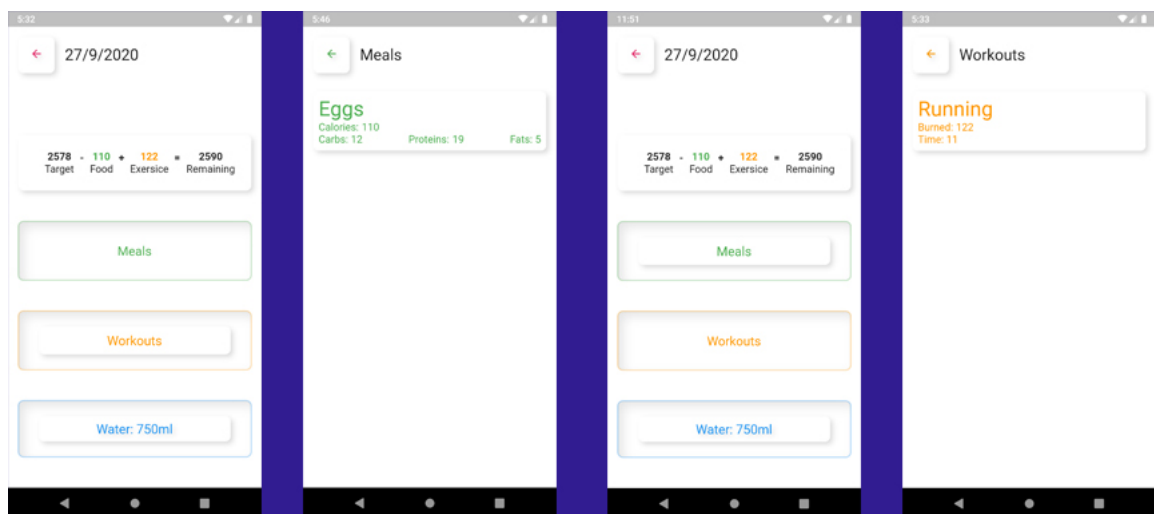 5:32
27/9/2020
2578 - 110 + 122 = 2590
Target Food Exersice Remaining
Meals
Workouts
Water: 750ml
5:46
Meals
Eggs
Calories: 110
Carbs: 12 Proteins: 19 Fats: 5
11:51
27/9/2020
2578 - 110 + 122 = 2590
Target Food Exersice Remaining
Meals
Workouts
Water: 750ml
5:33
Workouts
Running
Burned: 122
Time: 11